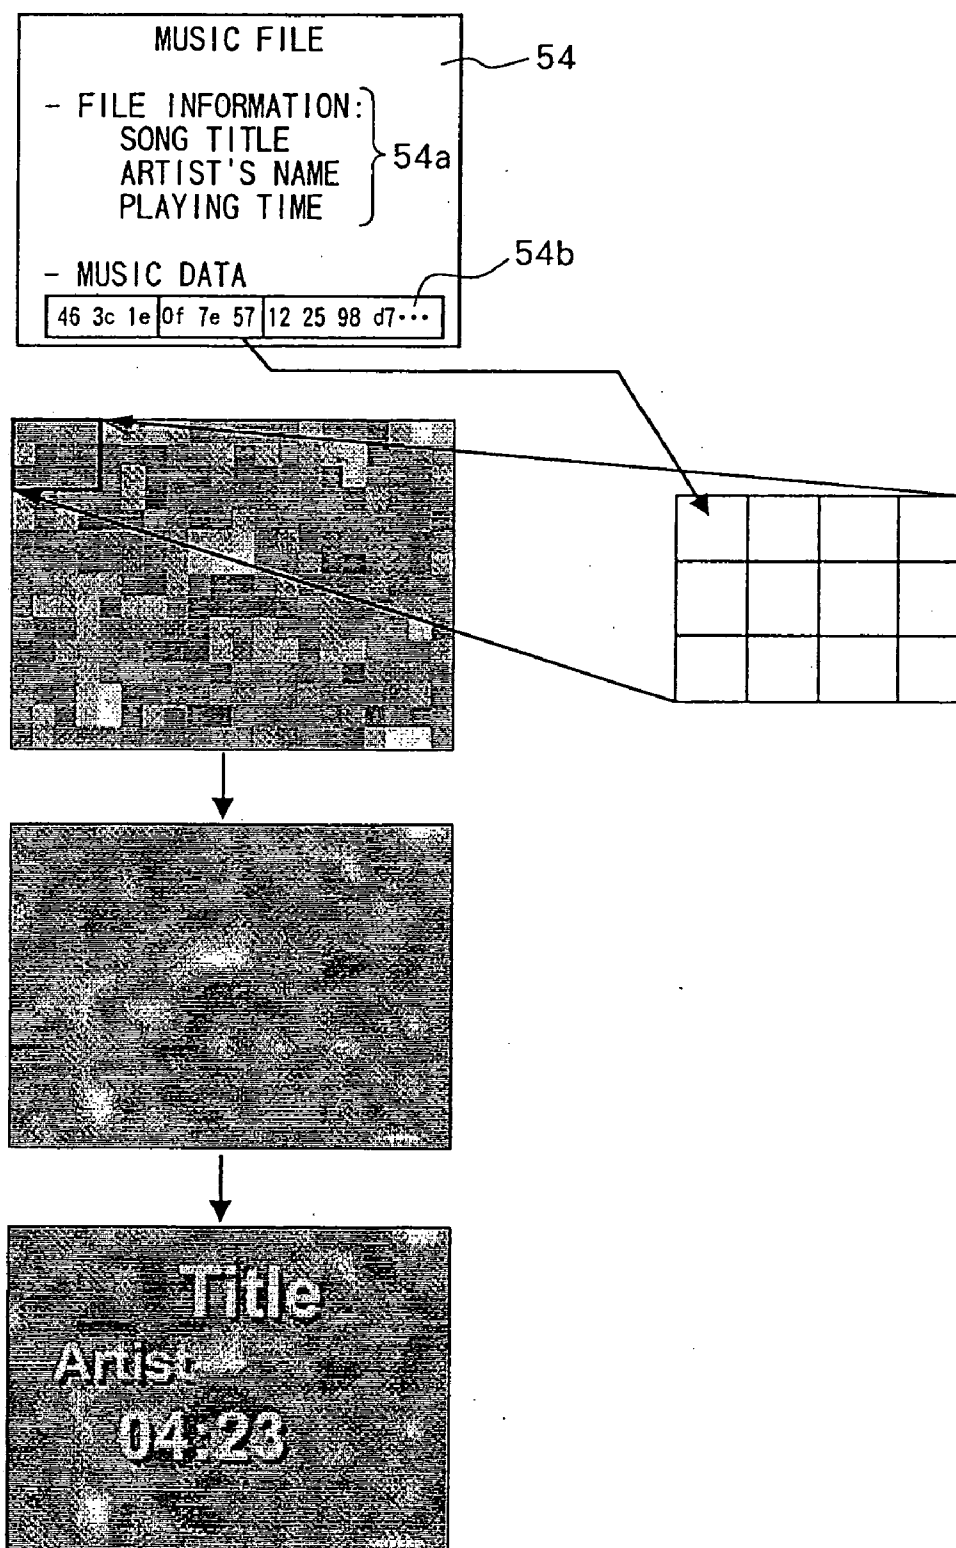 MUSIC FILE
54
- FILE INFORMATION:
SONG TITLE
54a
ARTIST'S NAME
PLAYING TIME
54b
- MUSIC DATA
46 3c 1e 0f 7e 57 12 25 98 d7···
Title
Artist
04:23